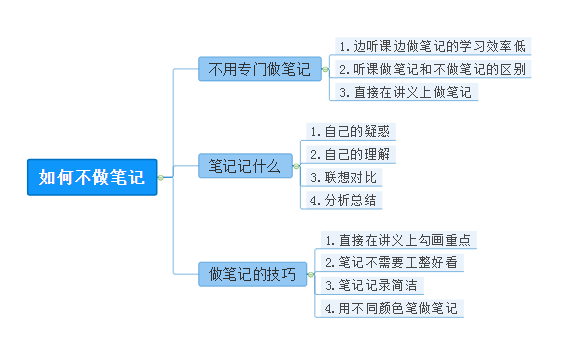 如何不做笔记
不用专门做笔记
1.边听课边做笔记的学习效率低
2.听课做笔记和不做笔记的区别
3.直接在讲义上做笔记
笔记记什么
1.自己的疑惑
2.自己的理解
3.联想对比
4.分析总结
做笔记的技巧
1.直接在讲义上勾画重点
2.笔记不需要工整好看
3.笔记记录简洁
4.用不同颜色笔做笔记